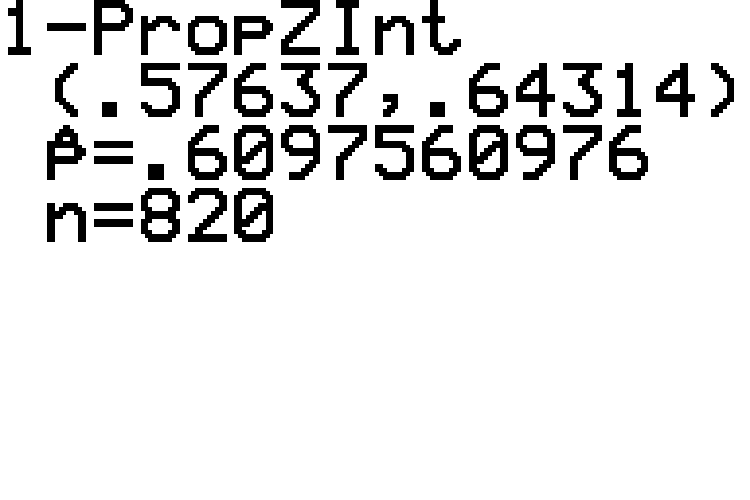 1-PropZInt
(.57637,.64314)
p̂=.6097560976
n=820